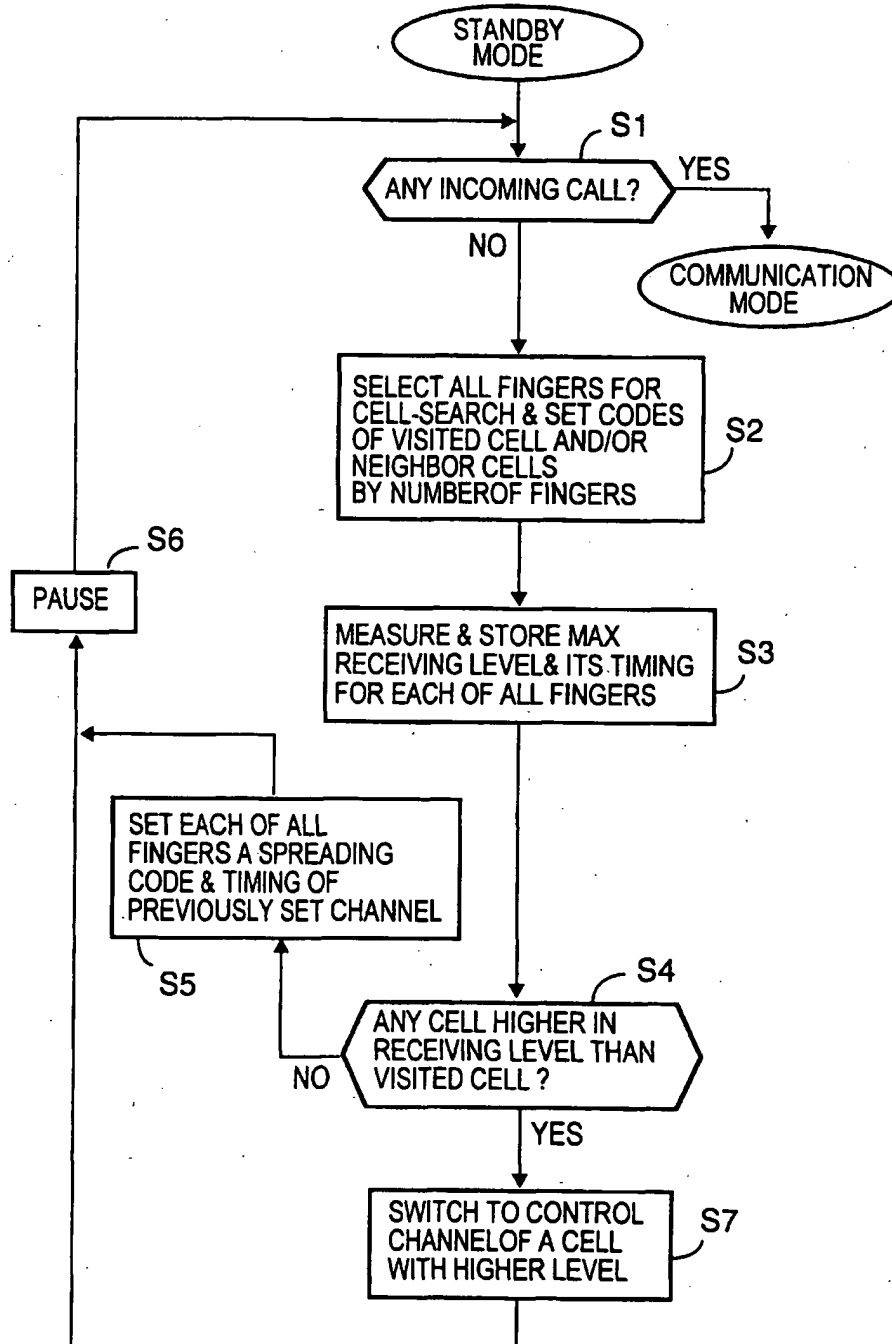 STANDBY
MODE
S1
ANY INCOMING CALL?
YES
NO
COMMUNICATION
MODE
SELECT ALL FINGERS FOR
CELL-SEARCH & SET CODES
OF VISITED CELL AND/OR
NEIGHBOR CELLS
BY NUMBEROF FINGERS
S2
S6
PAUSE
MEASURE & STORE MAX
RECEIVING LEVEL& ITS TIMING
FOR EACH OF ALL FINGERS
S3
SET EACH OF ALL
FINGERS A SPREADING
CODE & TIMING OF
PREVIOUSLY SET CHANNEL
S5
S4
ANY CELL HIGHER IN
RECEIVING LEVEL THAN
VISITED CELL ?
NO
YES
SWITCH TO CONTROL
CHANNELOF A CELL
WITH HIGHER LEVEL
S7